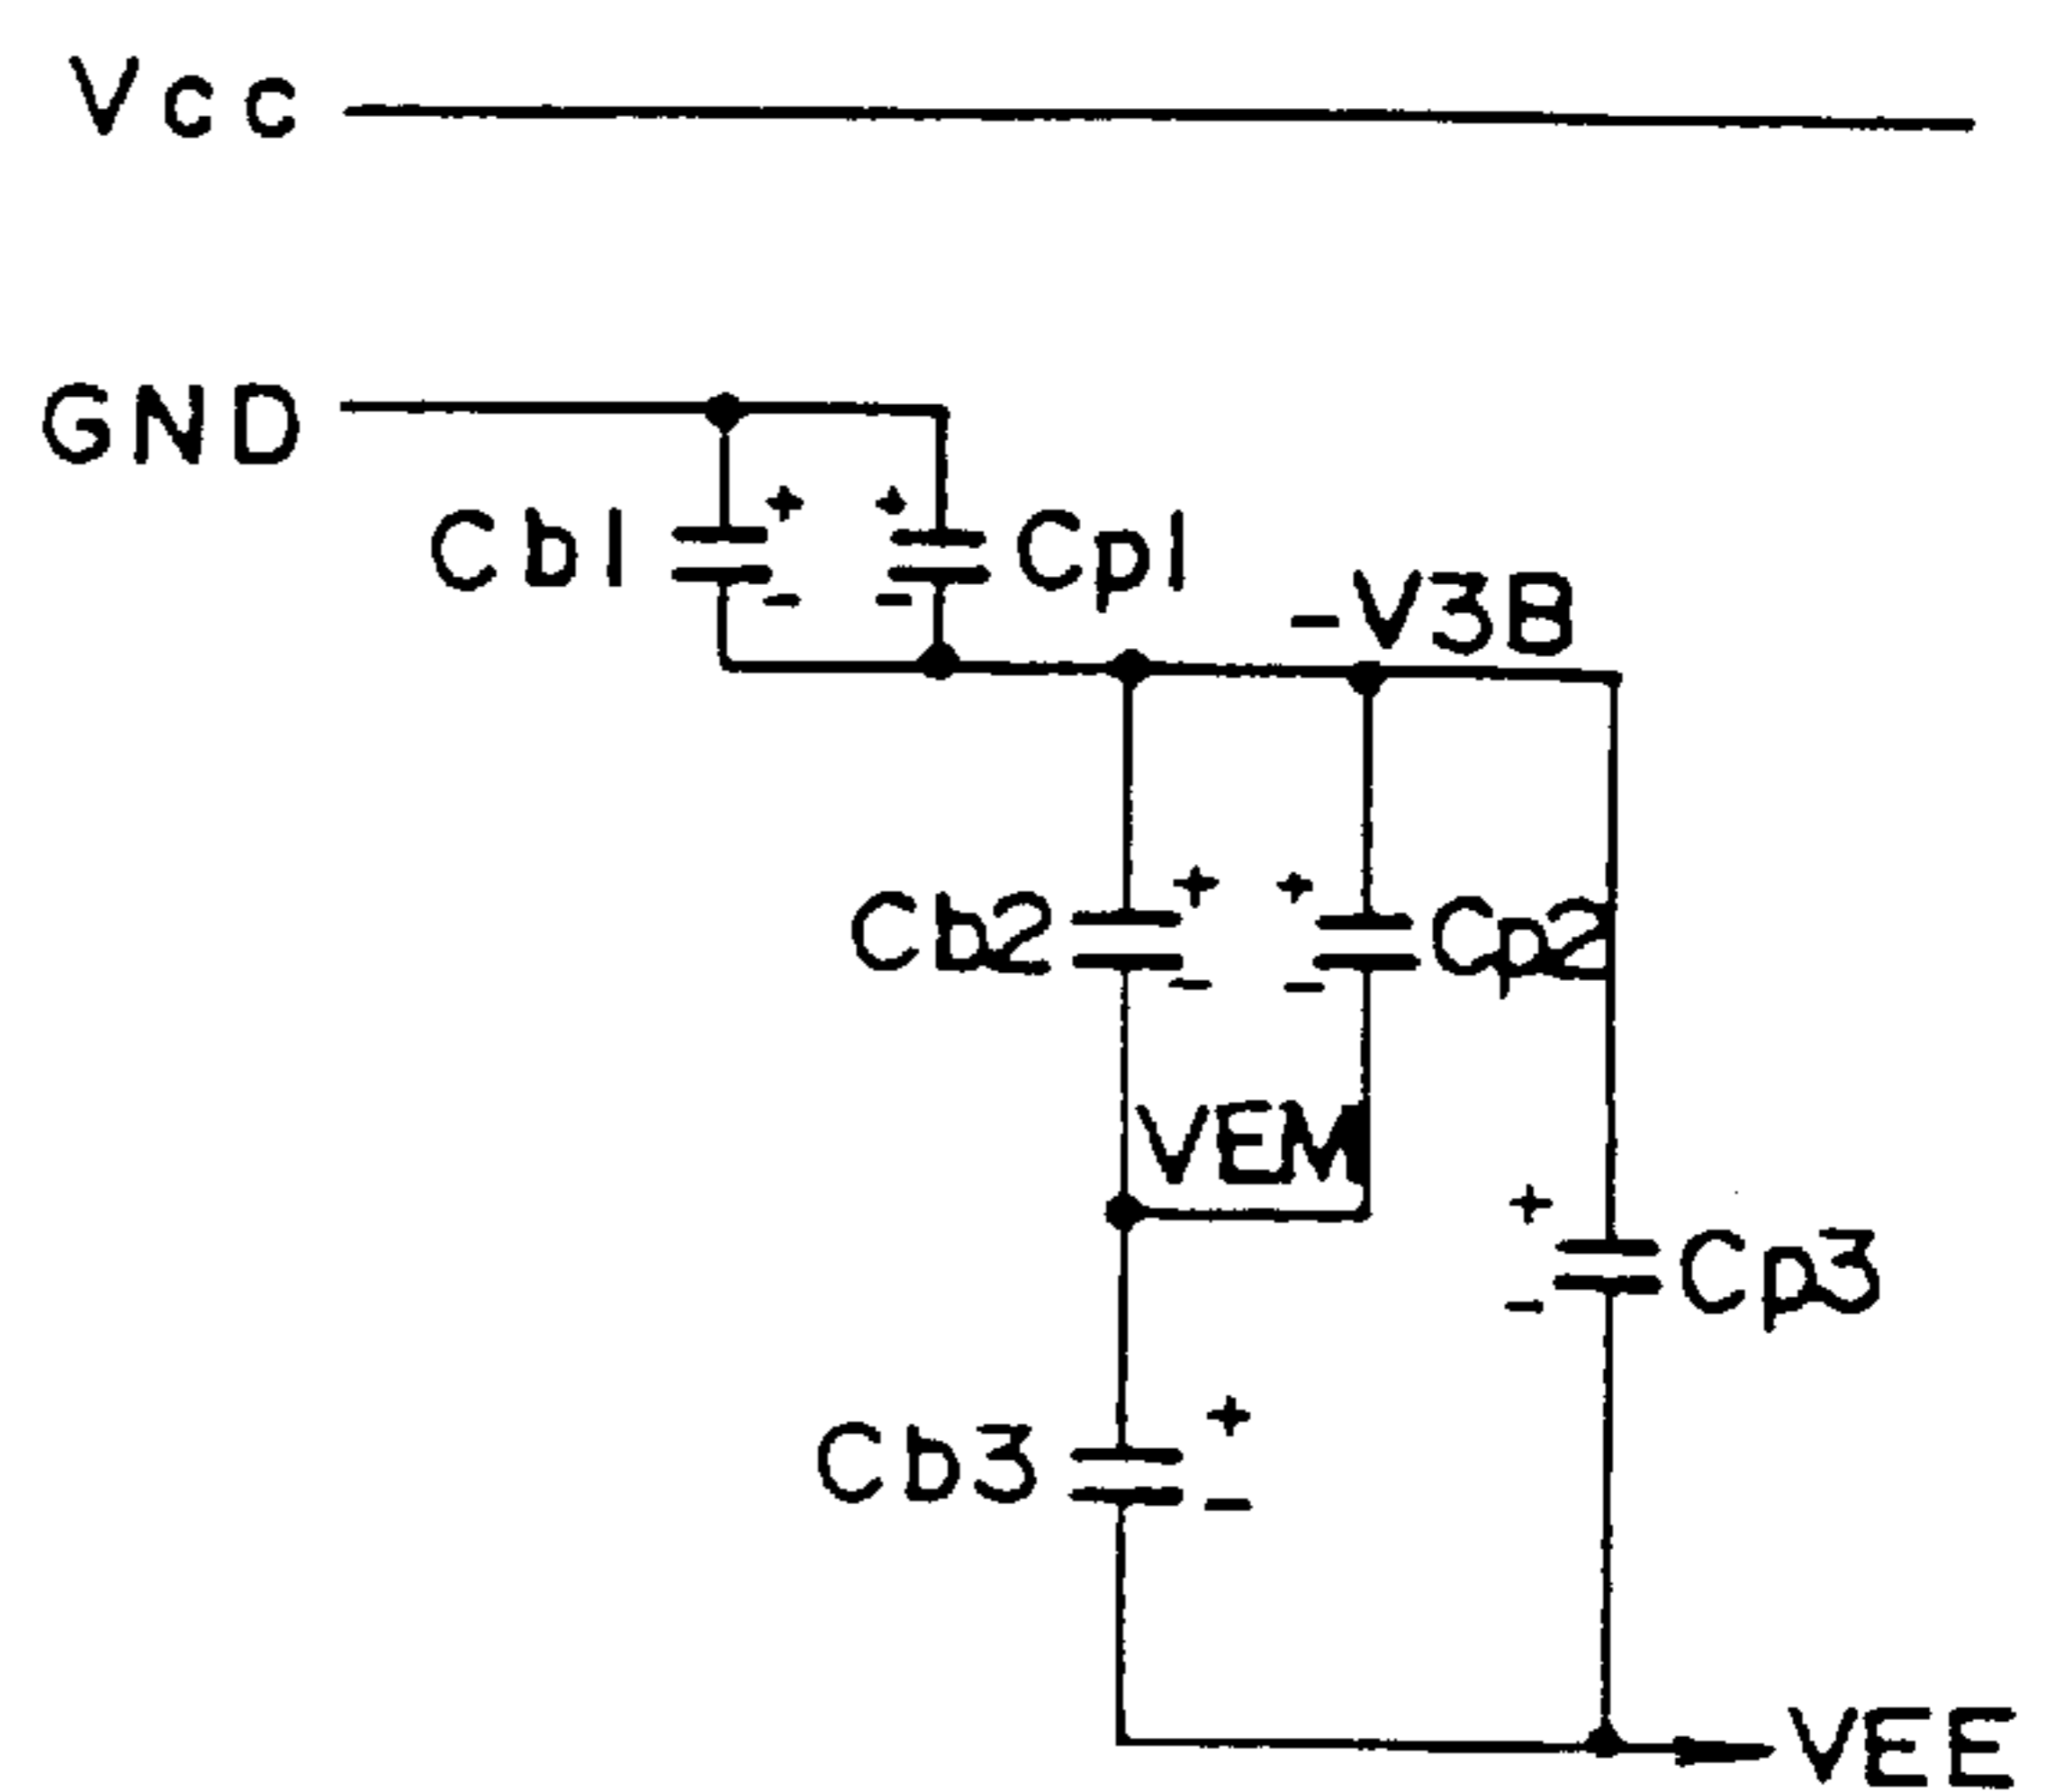 Vcc
GND
Cb1 + + Cp1
- -
-V3B
+ +
Cb2 Cp2
- -
VEM
+
Cp3
-
+
Cb3
-
VEE